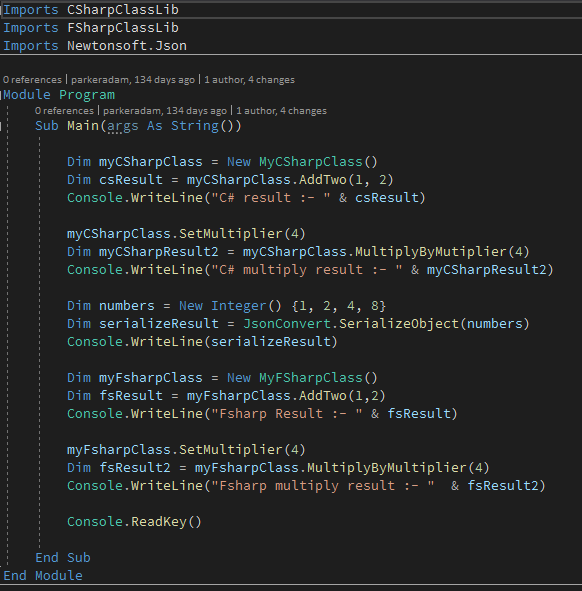 Imports CSharpClassLib
Imports FSharpClassLib
Imports Newtonsoft.Json
0 references | parkeradam, 134 days ago | 1 author, 4 changes
Module Program
0 references | parkeradam, 134 days ago | 1 author, 4 changes
Sub Main(args As String())
Dim myCSharpClass = New MyCSharpClass()
Dim csResult = myCSharpClass.AddTwo(1, 2)
Console.WriteLine("C# result :- " & csResult)
myCSharpClass.SetMultiplier(4)
Dim myCSharpResult2 = myCSharpClass.MultiplyByMutiplier(4)
Console.WriteLine("C# multiply result :- " & myCSharpResult2)
Dim numbers = New Integer() {1, 2, 4, 8}
Dim serializeResult = JsonConvert.SerializeObject(numbers)
Console.WriteLine(serializeResult)
Dim myFsharpClass = New MyFSharpClass()
Dim fsResult = myFsharpClass.AddTwo(1,2)
Console.WriteLine("Fsharp Result :- " & fsResult)
myFsharpClass.SetMultiplier(4)
Dim fsResult2 = myFsharpClass.MultiplyByMultiplier(4)
Console.WriteLine("Fsharp multiply result :- "  & fsResult2)
Console.ReadKey()
End Sub
End Module